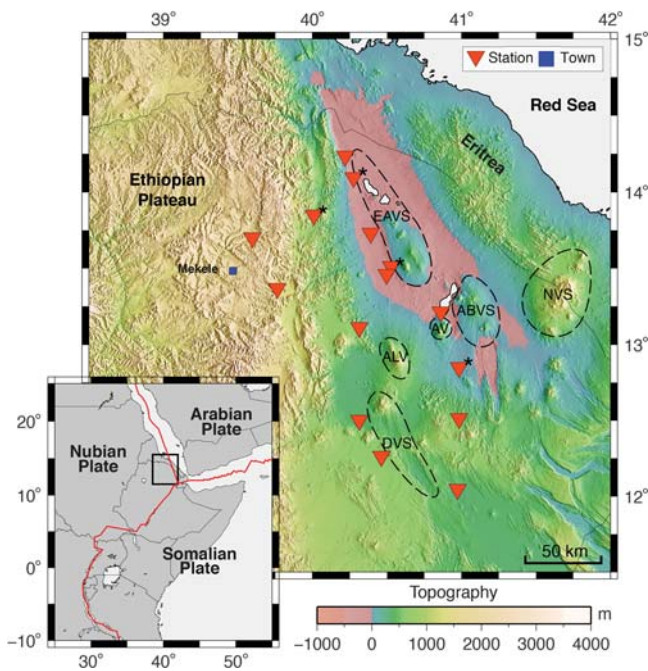 39° 40° 41° 42°
15°
Station Town
Red Sea
Eritrea
Ethiopian
Plateau
14°
EAVS
Mekele
NVS
ABVS
AV
13°
ALV
DVS
12°
50 km
20°
10°
0°
−10°
Arabian
Plate
Nubian
Plate
Somalian
Plate
30° 40° 50°
Topography
−1000 0 1000 2000 3000 4000 m